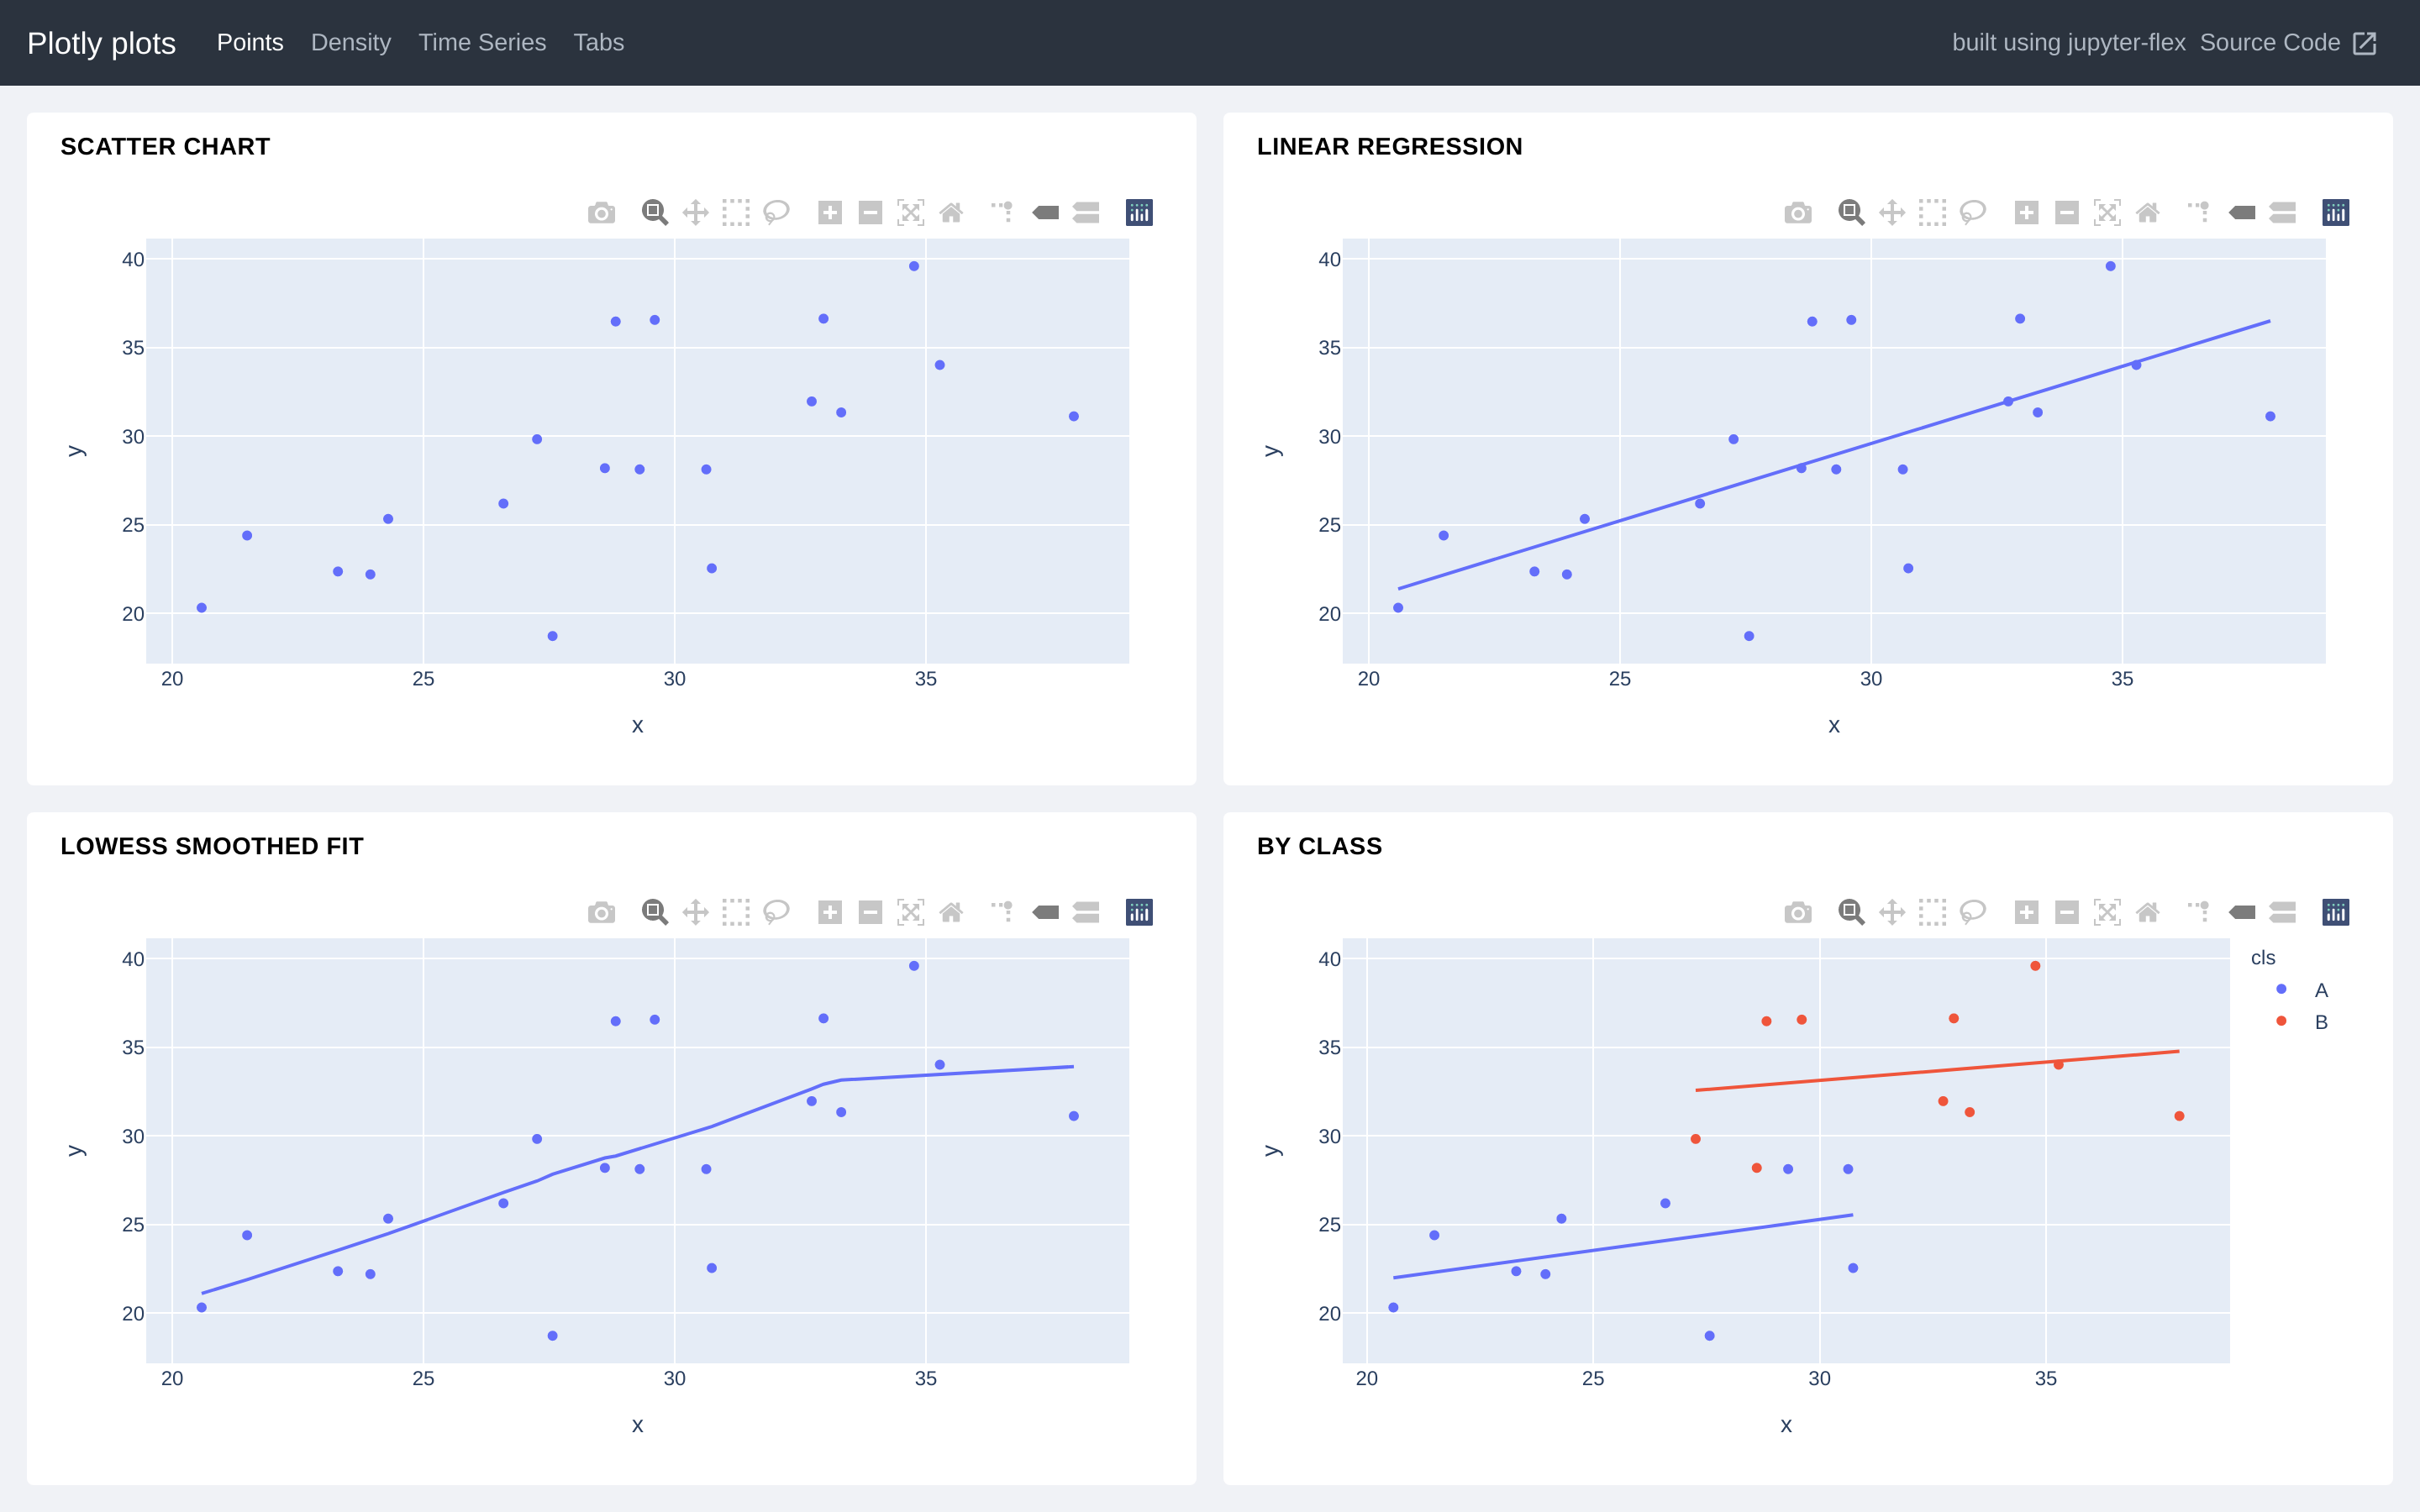 Plotly plots Points Density Time Series Tabs built using jupyter-flex Source Code
SCATTER CHART
40
35
30
25
20
y
20 25 30 35
x
LINEAR REGRESSION
40
35
30
25
20
y
20 25 30 35
x
LOWESS SMOOTHED FIT
40
35
30
25
20
y
20 25 30 35
x
BY CLASS
40
35
30
25
20
y
20 25 30 35
x
cls
A
B